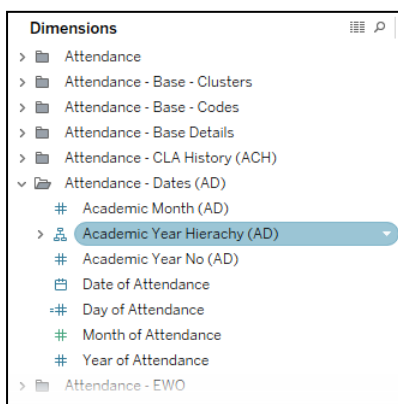 Dimensions
Attendance
Attendance - Base - Clusters
Attendance - Base - Codes
Attendance - Base Details
Attendance - CLA History (ACH)
Attendance - Dates (AD)
Academic Month (AD)
Academic Year Hierachy (AD)
Academic Year No (AD)
Date of Attendance
Day of Attendance
Month of Attendance
Year of Attendance
Attendance - EWO